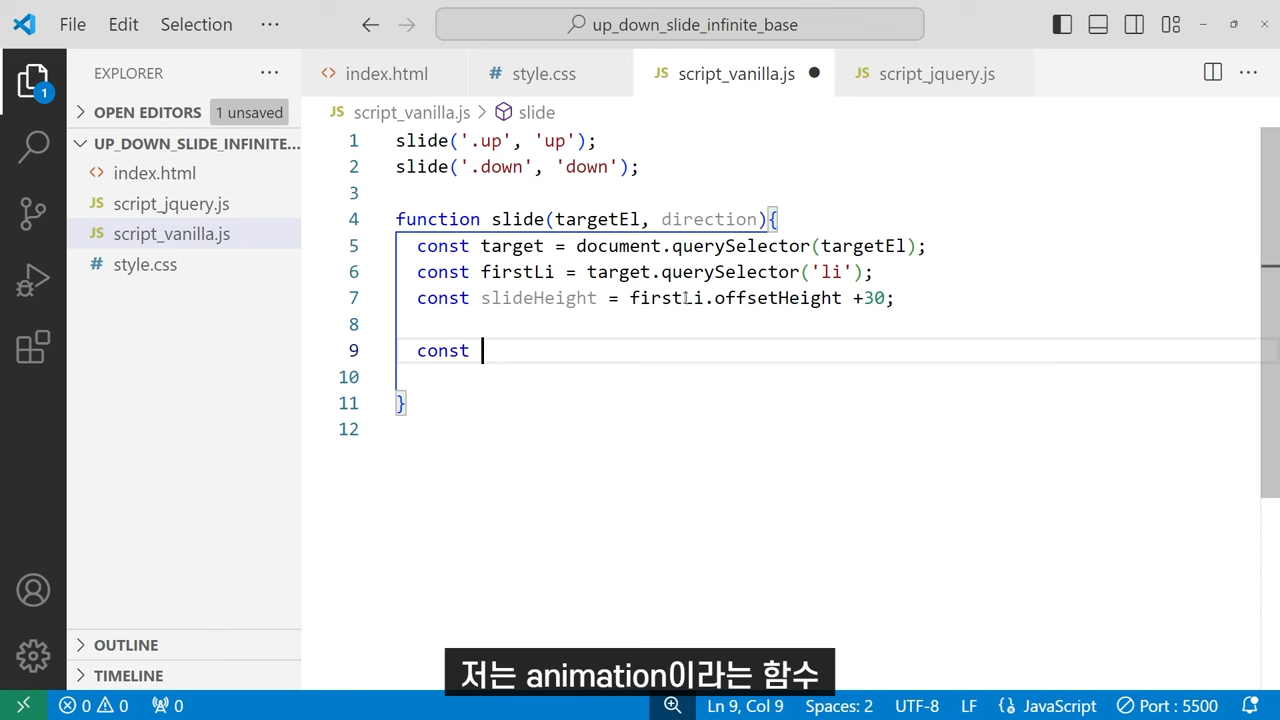 File Edit Selection ··· up_down_slide_infinite_base
EXPLORER ···
<> index.html # style.css JS script_vanilla.js ● JS script_jquery.js ···
1
OPEN EDITORS 1 unsaved
JS script_vanilla.js > slide
UP_DOWN_SLIDE_INFINITE...
<> index.html
JS script_jquery.js
JS script_vanilla.js
# style.css
1 slide('.up', 'up');
2 slide('.down', 'down');
3
4 function slide(targetEl, direction){
5 const target = document.querySelector(targetEl);
6 const firstLi = target.querySelector('li');
7 const slideHeight = firstLi.offsetHeight +30;
8
9 const
10
11 }
12
OUTLINE
TIMELINE
저는 animation이라는 함수
0 0 0 Ln 9, Col 9 Spaces: 2 UTF-8 LF JavaScript Port : 5500